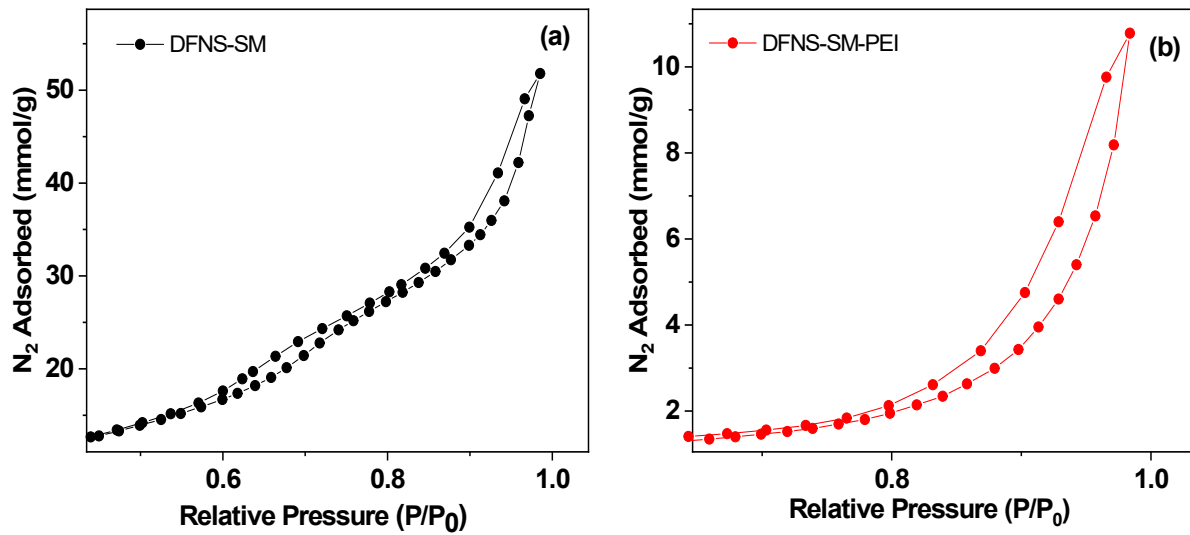 DFNS-SM
(a)
50
40
30
20
0.6
0.8
1.0
N₂ Adsorbed (mmol/g)
Relative Pressure (P/P₀)
DFNS-SM-PEI
(b)
10
8
6
4
2
0.8
1.0
N₂ Adsorbed (mmol/g)
Relative Pressure (P/P₀)